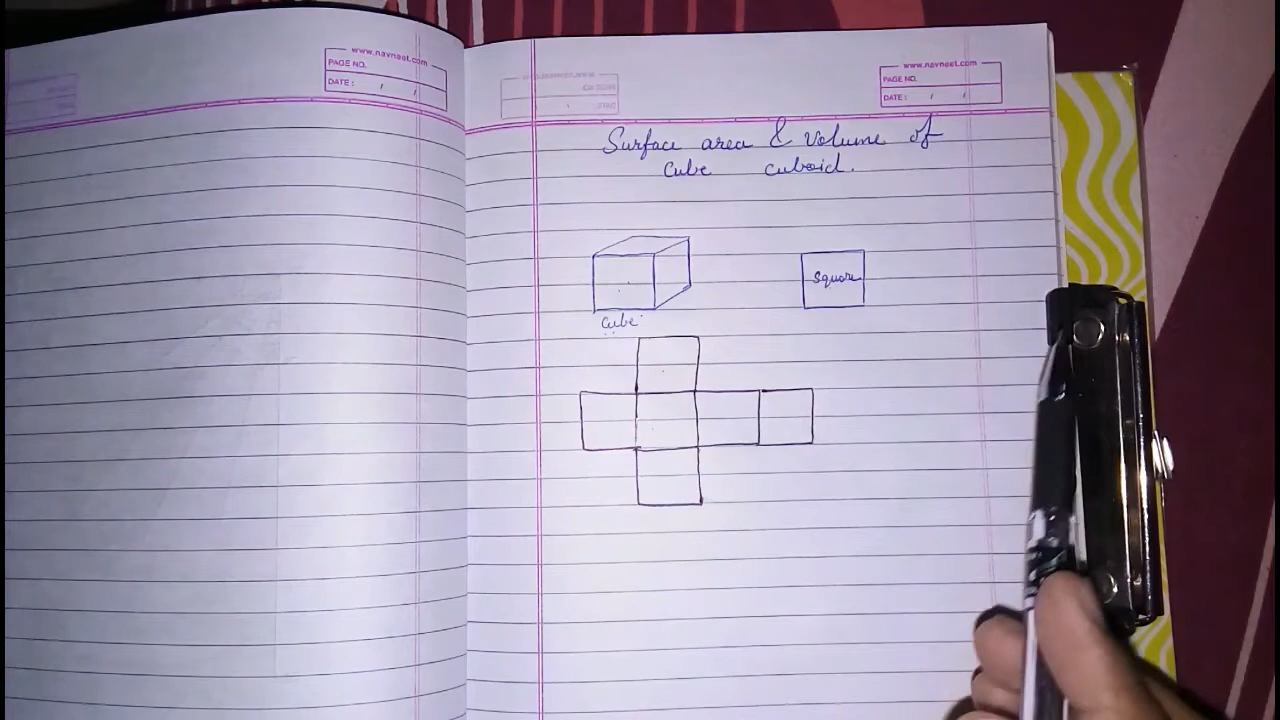 www.navneet.com
PAGE NO.
DATE : / /
www.navneet.com
PAGE NO.
DATE : / /
Surface area & Volume of
Cube cuboid.
Square
Cube